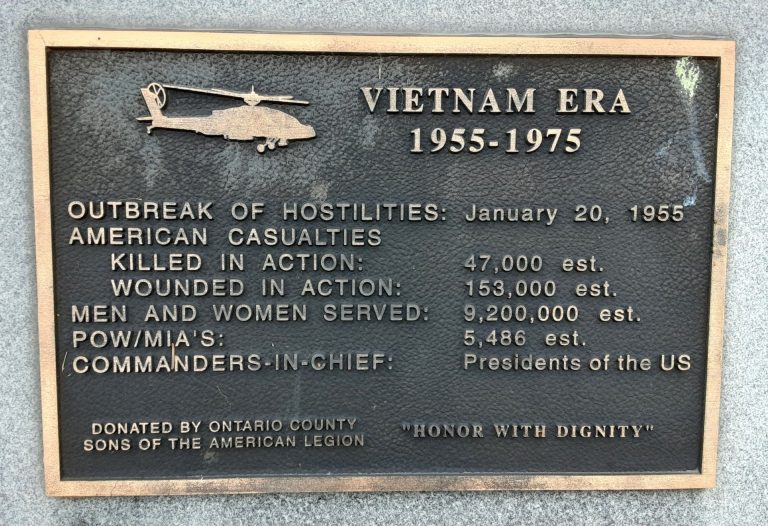 VIETNAM ERA
1955-1975
OUTBREAK OF HOSTILITIES: January 20, 1955
AMERICAN CASUALTIES
KILLED IN ACTION: 47,000 est.
WOUNDED IN ACTION: 153,000 est.
MEN AND WOMEN SERVED: 9,200,000 est.
POW/MIA'S: 5,486 est.
COMMANDERS-IN-CHIEF: Presidents of the US
DONATED BY ONTARIO COUNTY
SONS OF THE AMERICAN LEGION
"HONOR WITH DIGNITY"